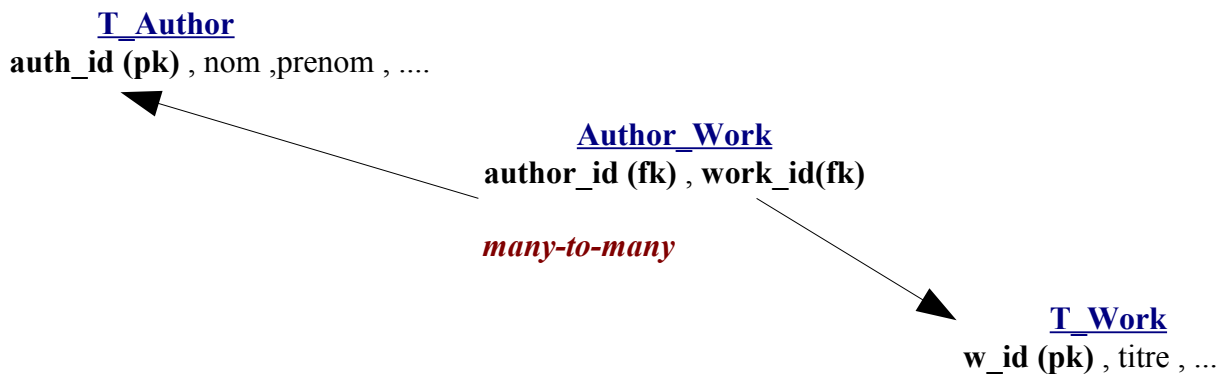 T_Author
auth_id (pk) , nom ,prenom , ....
Author_Work
author_id (fk) , work_id(fk)
many-to-many
T_Work
w_id (pk) , titre , ...